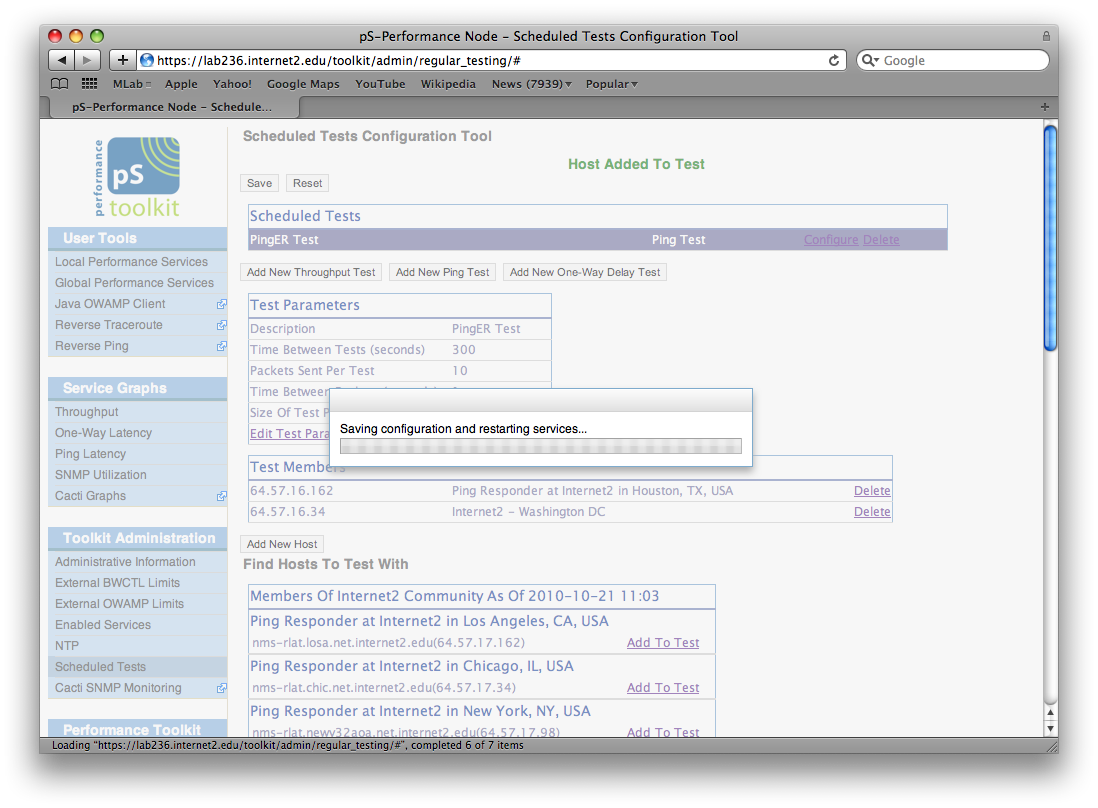 pS-Performance Node – Scheduled Tests Configuration Tool
https://lab236.internet2.edu/toolkit/admin/regular_testing/#
Google
MLab Apple Yahoo! Google Maps YouTube Wikipedia News (7939) Popular
pS-Performance Node – Schedule...
performance
pS
toolkit
User Tools
Local Performance Services
Global Performance Services
Java OWAMP Client
Reverse Traceroute
Reverse Ping
Service Graphs
Throughput
One-Way Latency
Ping Latency
SNMP Utilization
Cacti Graphs
Toolkit Administration
Administrative Information
External BWCTL Limits
External OWAMP Limits
Enabled Services
NTP
Scheduled Tests
Cacti SNMP Monitoring
Performance Toolkit
Scheduled Tests Configuration Tool
Host Added To Test
Save Reset
Scheduled Tests
PingER Test Ping Test Configure Delete
Add New Throughput Test Add New Ping Test Add New One-Way Delay Test
Test Parameters
Description PingER Test
Time Between Tests (seconds) 300
Packets Sent Per Test 10
Time Between
Size Of Test
Edit Test Para
Saving configuration and restarting services...
Test Members
64.57.16.162 Ping Responder at Internet2 in Houston, TX, USA Delete
64.57.16.34 Internet2 – Washington DC Delete
Add New Host
Find Hosts To Test With
Members Of Internet2 Community As Of 2010-10-21 11:03
Ping Responder at Internet2 in Los Angeles, CA, USA
nms-rlat.losa.net.internet2.edu(64.57.17.162) Add To Test
Ping Responder at Internet2 in Chicago, IL, USA
nms-rlat.chic.net.internet2.edu(64.57.17.34) Add To Test
Ping Responder at Internet2 in New York, NY, USA
nms-rlat.newy32aoa.net.internet2.edu(64.57.17.98) Add To Test
Loading "https://lab236.internet2.edu/toolkit/admin/regular_testing/#", completed 6 of 7 items